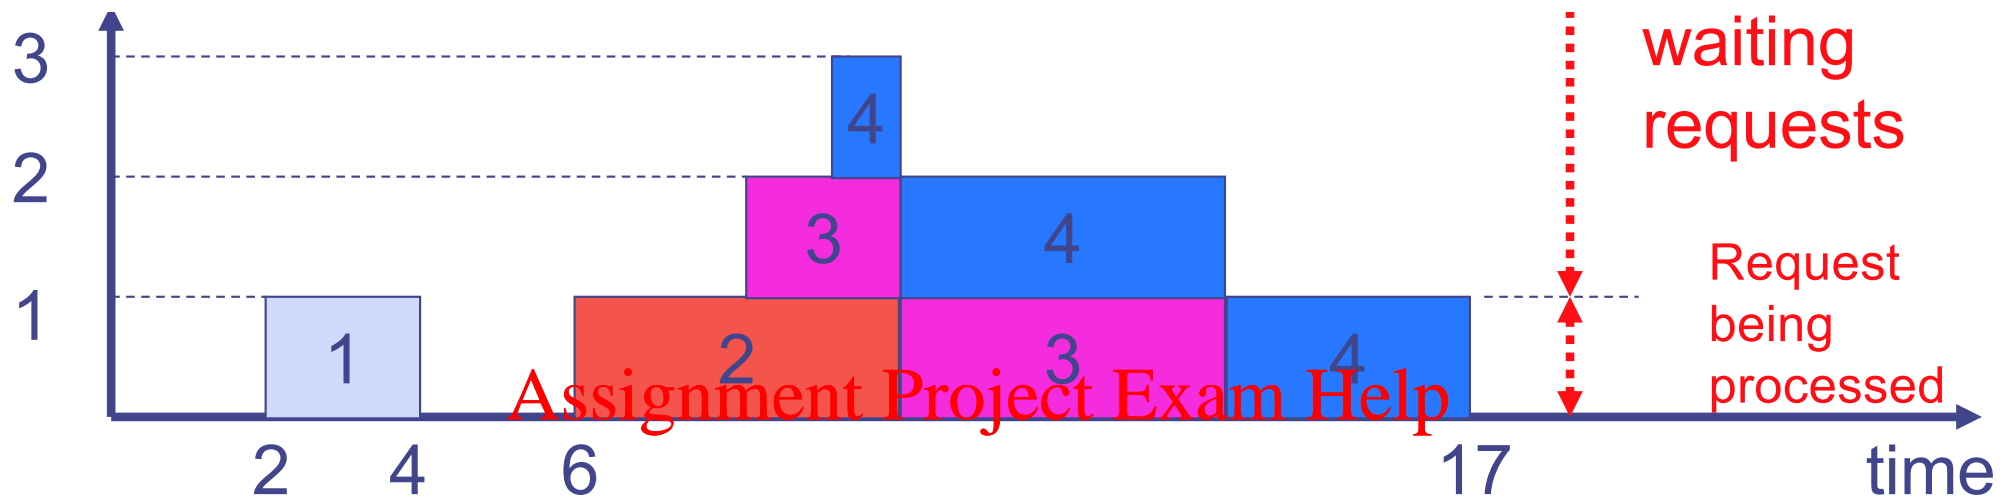 3
waiting
4
requests
2
3
4
Request
1
being
1
2
3
4
processed
Assignment Project Exam Help
2 4 6 17 time